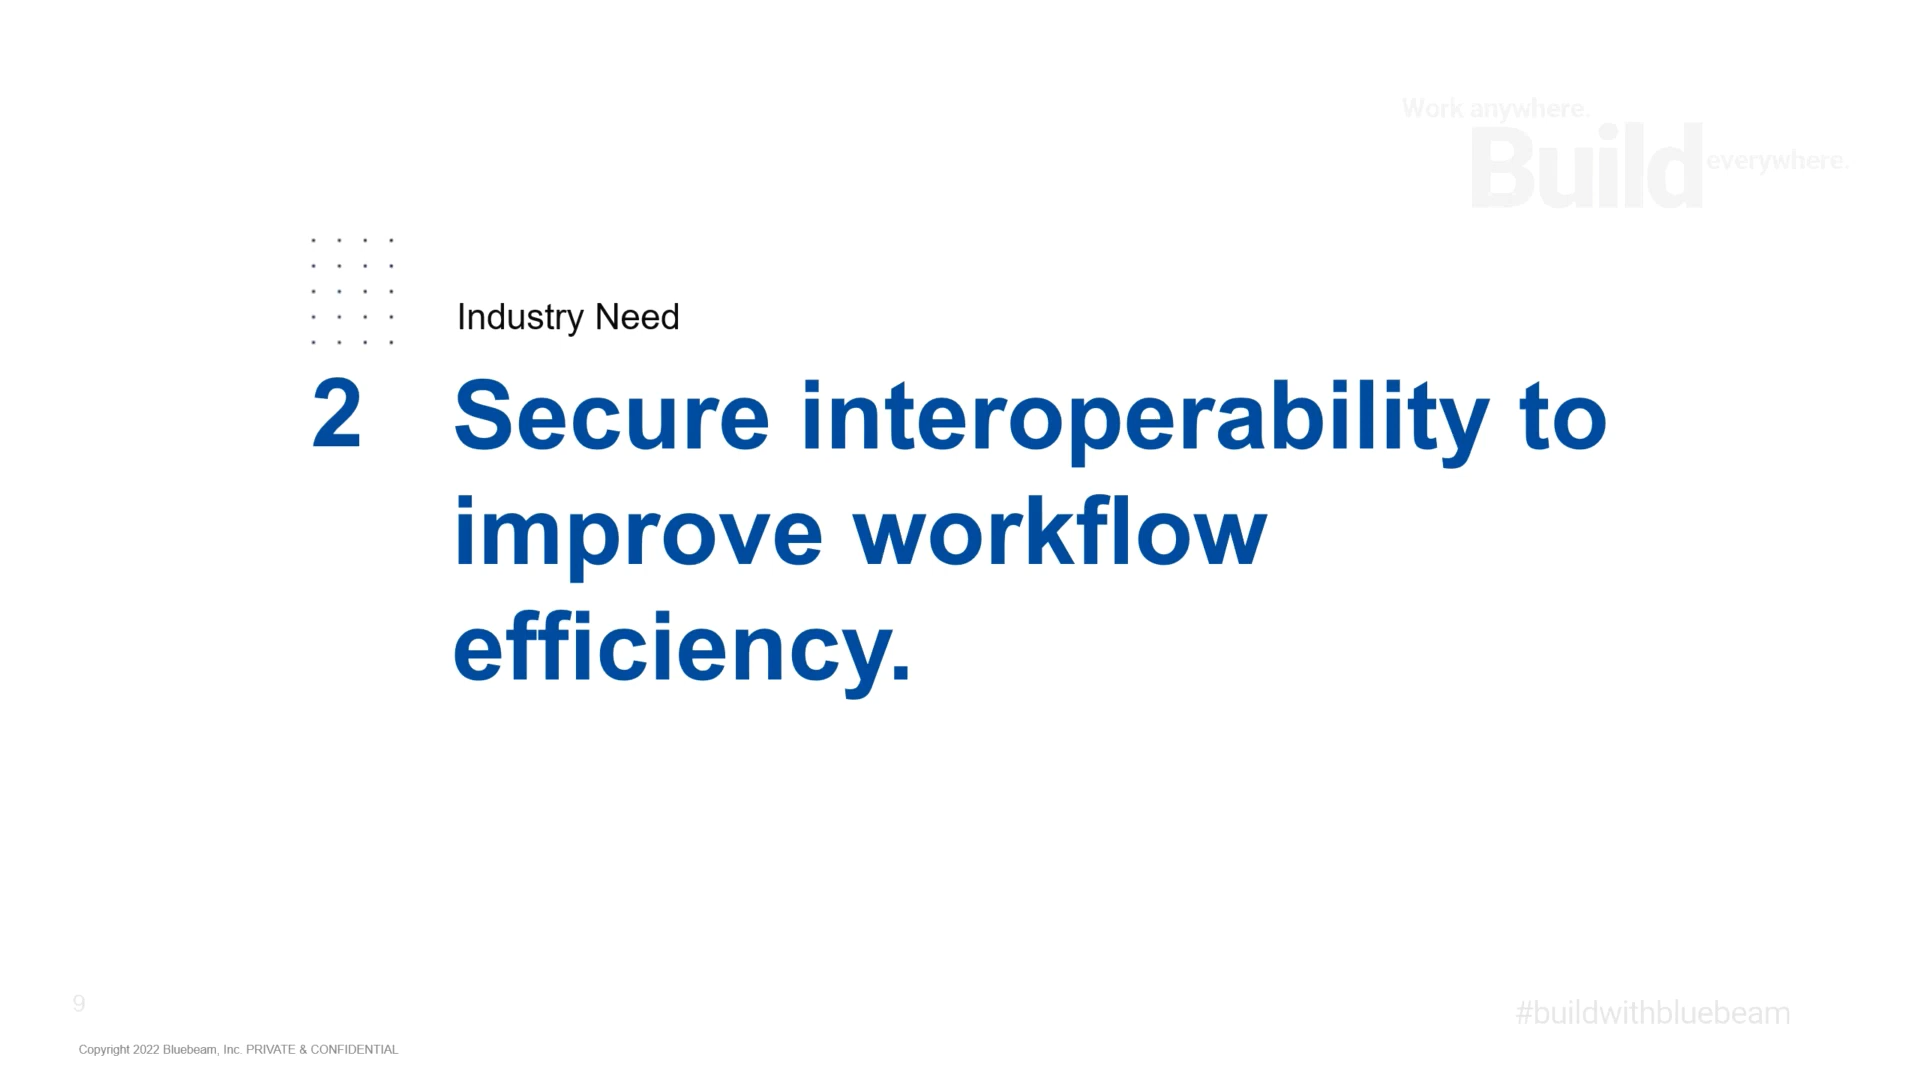 Work anywhere.
Build everywhere.
Industry Need
2 Secure interoperability to
improve workflow
efficiency.
9
#buildwithbluebeam
Copyright 2022 Bluebeam, Inc. PRIVATE & CONFIDENTIAL